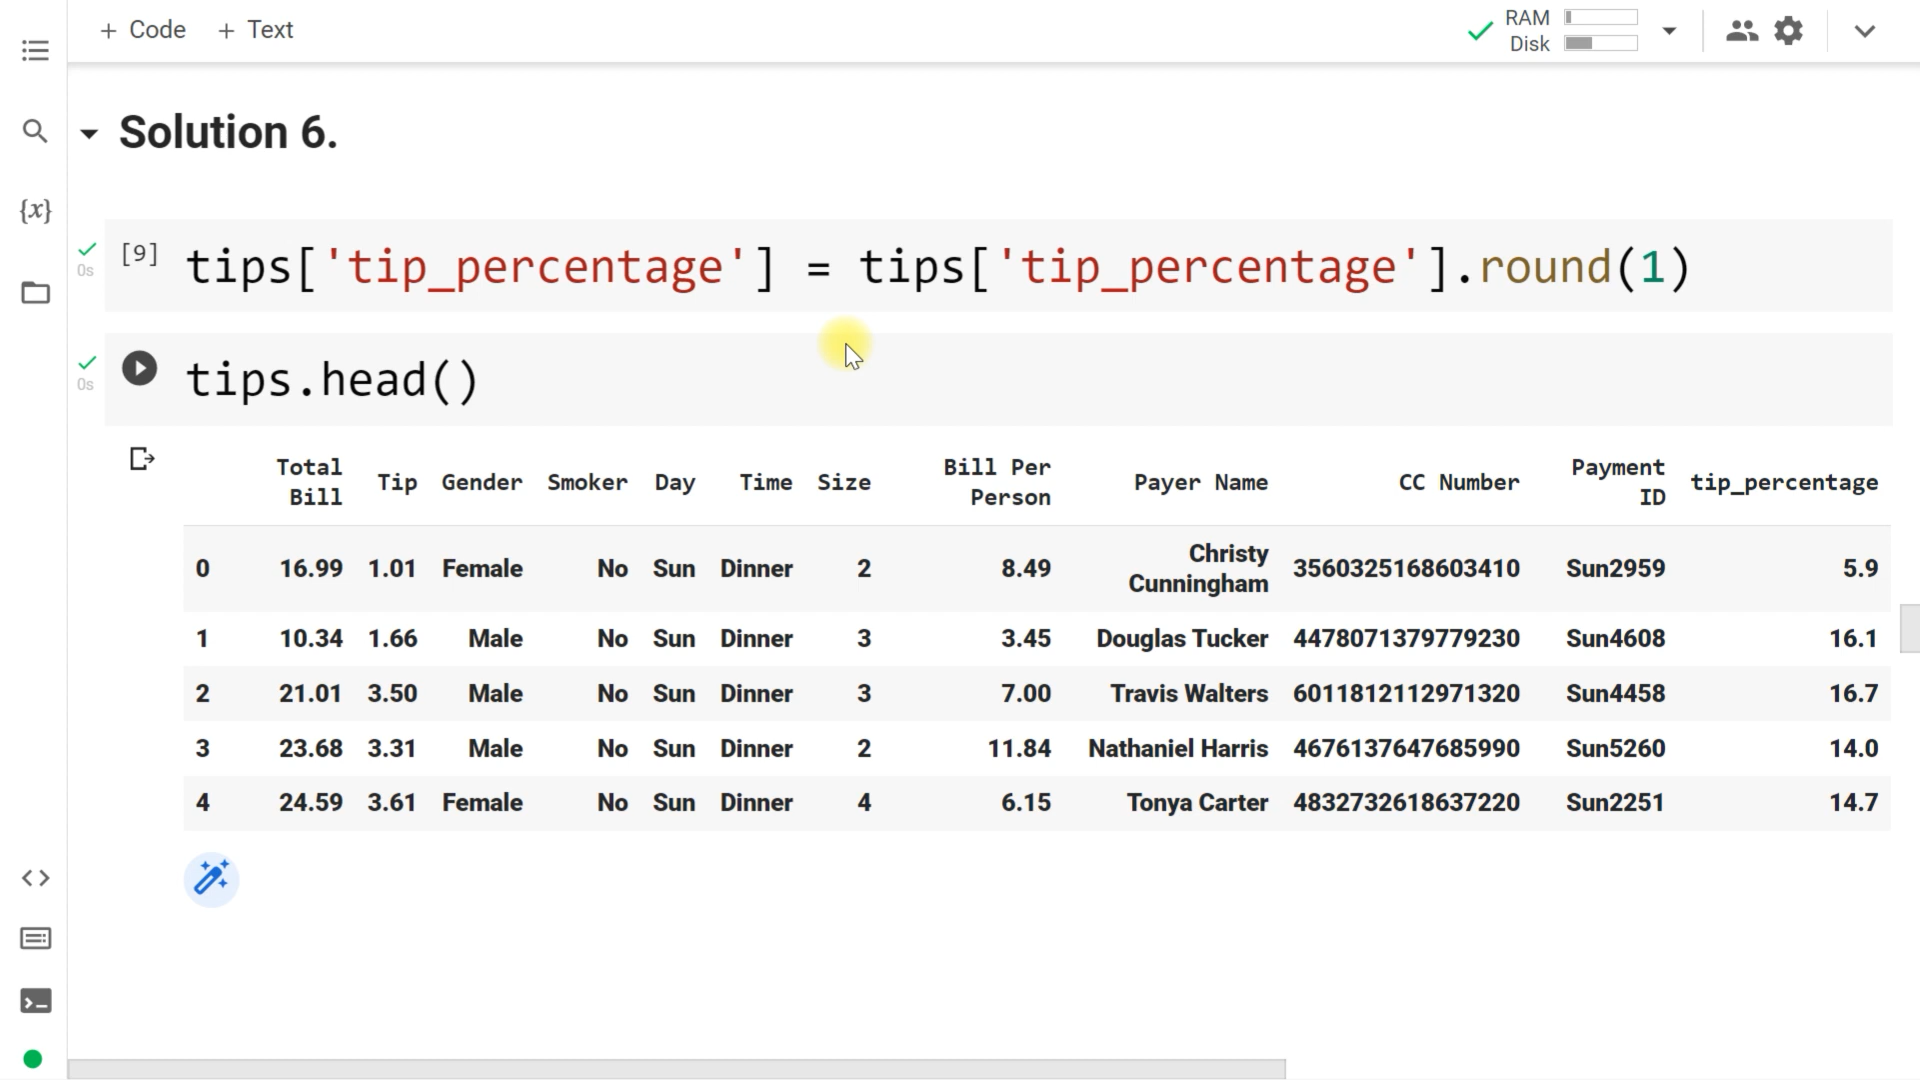 + Code + Text
RAM
Disk
Solution 6.
{x}
0s
[9] tips['tip_percentage'] = tips['tip_percentage'].round(1)
0s
tips.head()
Total Bill Tip Gender Smoker Day Time Size Bill Per Person Payer Name CC Number Payment ID tip_percentage
0 16.99 1.01 Female No Sun Dinner 2 8.49 Christy Cunningham 3560325168603410 Sun2959 5.9
1 10.34 1.66 Male No Sun Dinner 3 3.45 Douglas Tucker 4478071379779230 Sun4608 16.1
2 21.01 3.50 Male No Sun Dinner 3 7.00 Travis Walters 6011812112971320 Sun4458 16.7
3 23.68 3.31 Male No Sun Dinner 2 11.84 Nathaniel Harris 4676137647685990 Sun5260 14.0
4 24.59 3.61 Female No Sun Dinner 4 6.15 Tonya Carter 4832732618637220 Sun2251 14.7